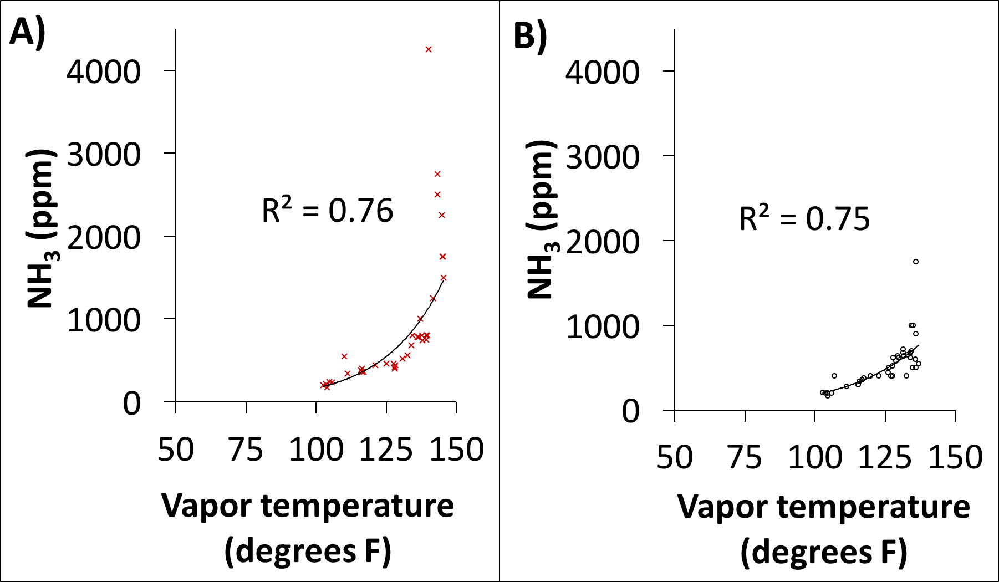 A)
4000
3000
2000
1000
0
NH₃ (ppm)
R² = 0.76
50 75 100 125 150
Vapor temperature
(degrees F)
B)
4000
3000
2000
1000
0
NH₃ (ppm)
R² = 0.75
50 75 100 125 150
Vapor temperature
(degrees F)